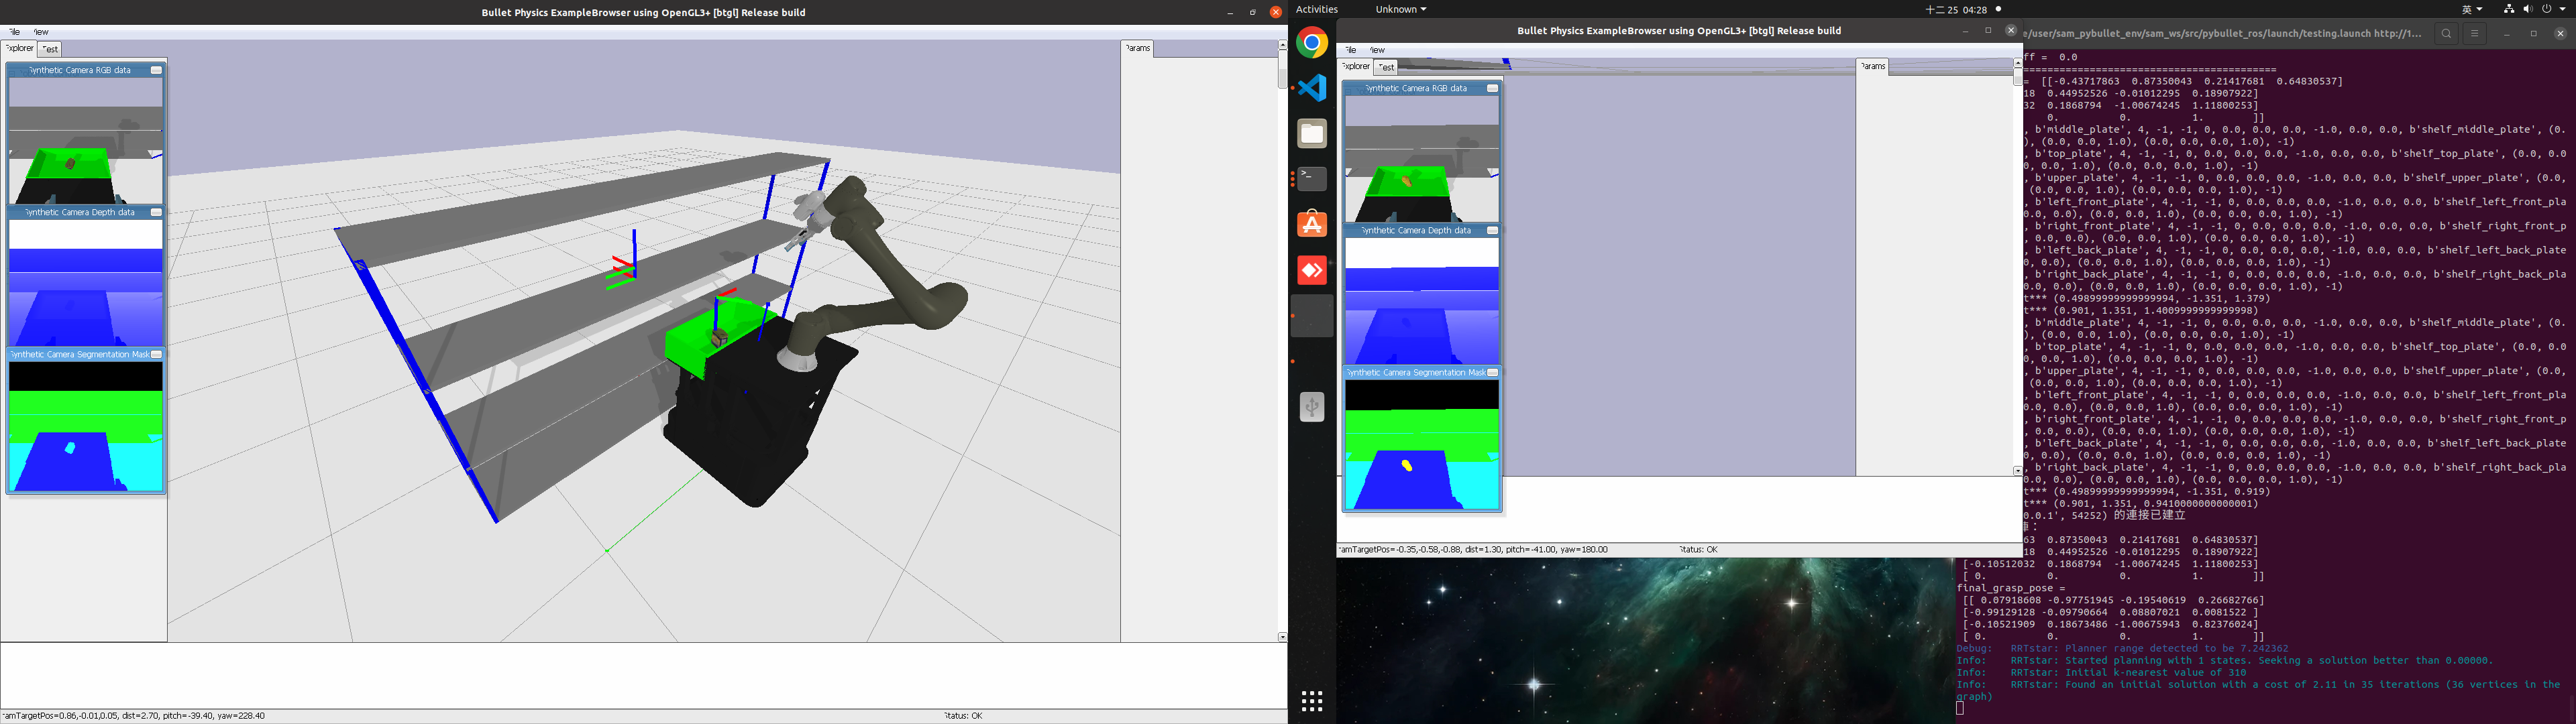 Bullet Physics ExampleBrowser using OpenGL3+ [btgl] Release build
File View
Explorer Test
Params
Synthetic Camera RGB data
Synthetic Camera Depth data
Synthetic Camera Segmentation Mask
amTargetPos=0.86,-0.01,0.05, dist=2.70, pitch=-39.40, yaw=228.40
Status: OK
Activities
Unknown
十二 25 04:28
英
Bullet Physics ExampleBrowser using OpenGL3+ [btgl] Release build
File View
Explorer Test
Params
Synthetic Camera RGB data
Synthetic Camera Depth data
Synthetic Camera Segmentation Mask
amTargetPos=-0.35,-0.58,-0.88, dist=1.30, pitch=-41.00, yaw=180.00
Status: OK
e/user/sam_pybullet_env/sam_ws/src/pybullet_ros/launch/testing.launch http://1...
ff =  0.0
==========================================
=  [[-0.43717863  0.87350043  0.21417681  0.64830537]
18  0.44952526 -0.01012295  0.18907922]
32  0.1868794  -1.00674245  1.11800253]
0.          0.          1.        ]]
, b'middle_plate', 4, -1, -1, 0, 0.0, 0.0, 0.0, -1.0, 0.0, 0.0, b'shelf_middle_plate', (0.
), (0.0, 0.0, 1.0), (0.0, 0.0, 0.0, 1.0), -1)
, b'top_plate', 4, -1, -1, 0, 0.0, 0.0, 0.0, -1.0, 0.0, 0.0, b'shelf_top_plate', (0.0, 0.0
0.0, 0.0, 1.0), (0.0, 0.0, 0.0, 1.0), -1)
, b'upper_plate', 4, -1, -1, 0, 0.0, 0.0, 0.0, -1.0, 0.0, 0.0, b'shelf_upper_plate', (0.0,
(0.0, 0.0, 1.0), (0.0, 0.0, 0.0, 1.0), -1)
, b'left_front_plate', 4, -1, -1, 0, 0.0, 0.0, 0.0, -1.0, 0.0, 0.0, b'shelf_left_front_pla
0.0, 0.0), (0.0, 0.0, 1.0), (0.0, 0.0, 0.0, 1.0), -1)
, b'right_front_plate', 4, -1, -1, 0, 0.0, 0.0, 0.0, -1.0, 0.0, 0.0, b'shelf_right_front_p
.0, 0.0, 0.0), (0.0, 0.0, 1.0), (0.0, 0.0, 0.0, 1.0), -1)
, b'left_back_plate', 4, -1, -1, 0, 0.0, 0.0, 0.0, -1.0, 0.0, 0.0, b'shelf_left_back_plate
0.0, 0.0), (0.0, 0.0, 1.0), (0.0, 0.0, 0.0, 1.0), -1)
, b'right_back_plate', 4, -1, -1, 0, 0.0, 0.0, 0.0, -1.0, 0.0, 0.0, b'shelf_right_back_pla
0.0, 0.0), (0.0, 0.0, 1.0), (0.0, 0.0, 0.0, 1.0), -1)
t*** (0.49899999999999994, -1.351, 1.379)
t*** (0.901, 1.351, 1.4009999999999998)
, b'middle_plate', 4, -1, -1, 0, 0.0, 0.0, 0.0, -1.0, 0.0, 0.0, b'shelf_middle_plate', (0.
), (0.0, 0.0, 1.0), (0.0, 0.0, 0.0, 1.0), -1)
, b'top_plate', 4, -1, -1, 0, 0.0, 0.0, 0.0, -1.0, 0.0, 0.0, b'shelf_top_plate', (0.0, 0.0
0.0, 0.0, 1.0), (0.0, 0.0, 0.0, 1.0), -1)
, b'upper_plate', 4, -1, -1, 0, 0.0, 0.0, 0.0, -1.0, 0.0, 0.0, b'shelf_upper_plate', (0.0,
(0.0, 0.0, 1.0), (0.0, 0.0, 0.0, 1.0), -1)
, b'left_front_plate', 4, -1, -1, 0, 0.0, 0.0, 0.0, -1.0, 0.0, 0.0, b'shelf_left_front_pla
0.0, 0.0), (0.0, 0.0, 1.0), (0.0, 0.0, 0.0, 1.0), -1)
, b'right_front_plate', 4, -1, -1, 0, 0.0, 0.0, 0.0, -1.0, 0.0, 0.0, b'shelf_right_front_p
.0, 0.0, 0.0), (0.0, 0.0, 1.0), (0.0, 0.0, 0.0, 1.0), -1)
, b'left_back_plate', 4, -1, -1, 0, 0.0, 0.0, 0.0, -1.0, 0.0, 0.0, b'shelf_left_back_plate
0.0, 0.0), (0.0, 0.0, 1.0), (0.0, 0.0, 0.0, 1.0), -1)
, b'right_back_plate', 4, -1, -1, 0, 0.0, 0.0, 0.0, -1.0, 0.0, 0.0, b'shelf_right_back_pla
0.0, 0.0), (0.0, 0.0, 1.0), (0.0, 0.0, 0.0, 1.0), -1)
t*** (0.49899999999999994, -1.351, 0.919)
t*** (0.901, 1.351, 0.9410000000000001)
0.0.1', 54252) 的連接已建立
陣：
63  0.87350043  0.21417681  0.64830537]
18  0.44952526 -0.01012295  0.18907922]
[-0.10512032  0.1868794  -1.00674245  1.11800253]
[ 0.          0.          0.          1.        ]]
final_grasp_pose =
[[ 0.07918608 -0.97751945 -0.19540619  0.26682766]
[-0.99129128 -0.09790664  0.08807021  0.0081522 ]
[-0.10521909  0.18673486 -1.00675943  0.82376024]
[ 0.          0.          0.          1.        ]]
Debug:   RRTstar: Planner range detected to be 7.242362
Info:    RRTstar: Started planning with 1 states. Seeking a solution better than 0.00000.
Info:    RRTstar: Initial k-nearest value of 310
Info:    RRTstar: Found an initial solution with a cost of 2.11 in 35 iterations (36 vertices in the
graph)